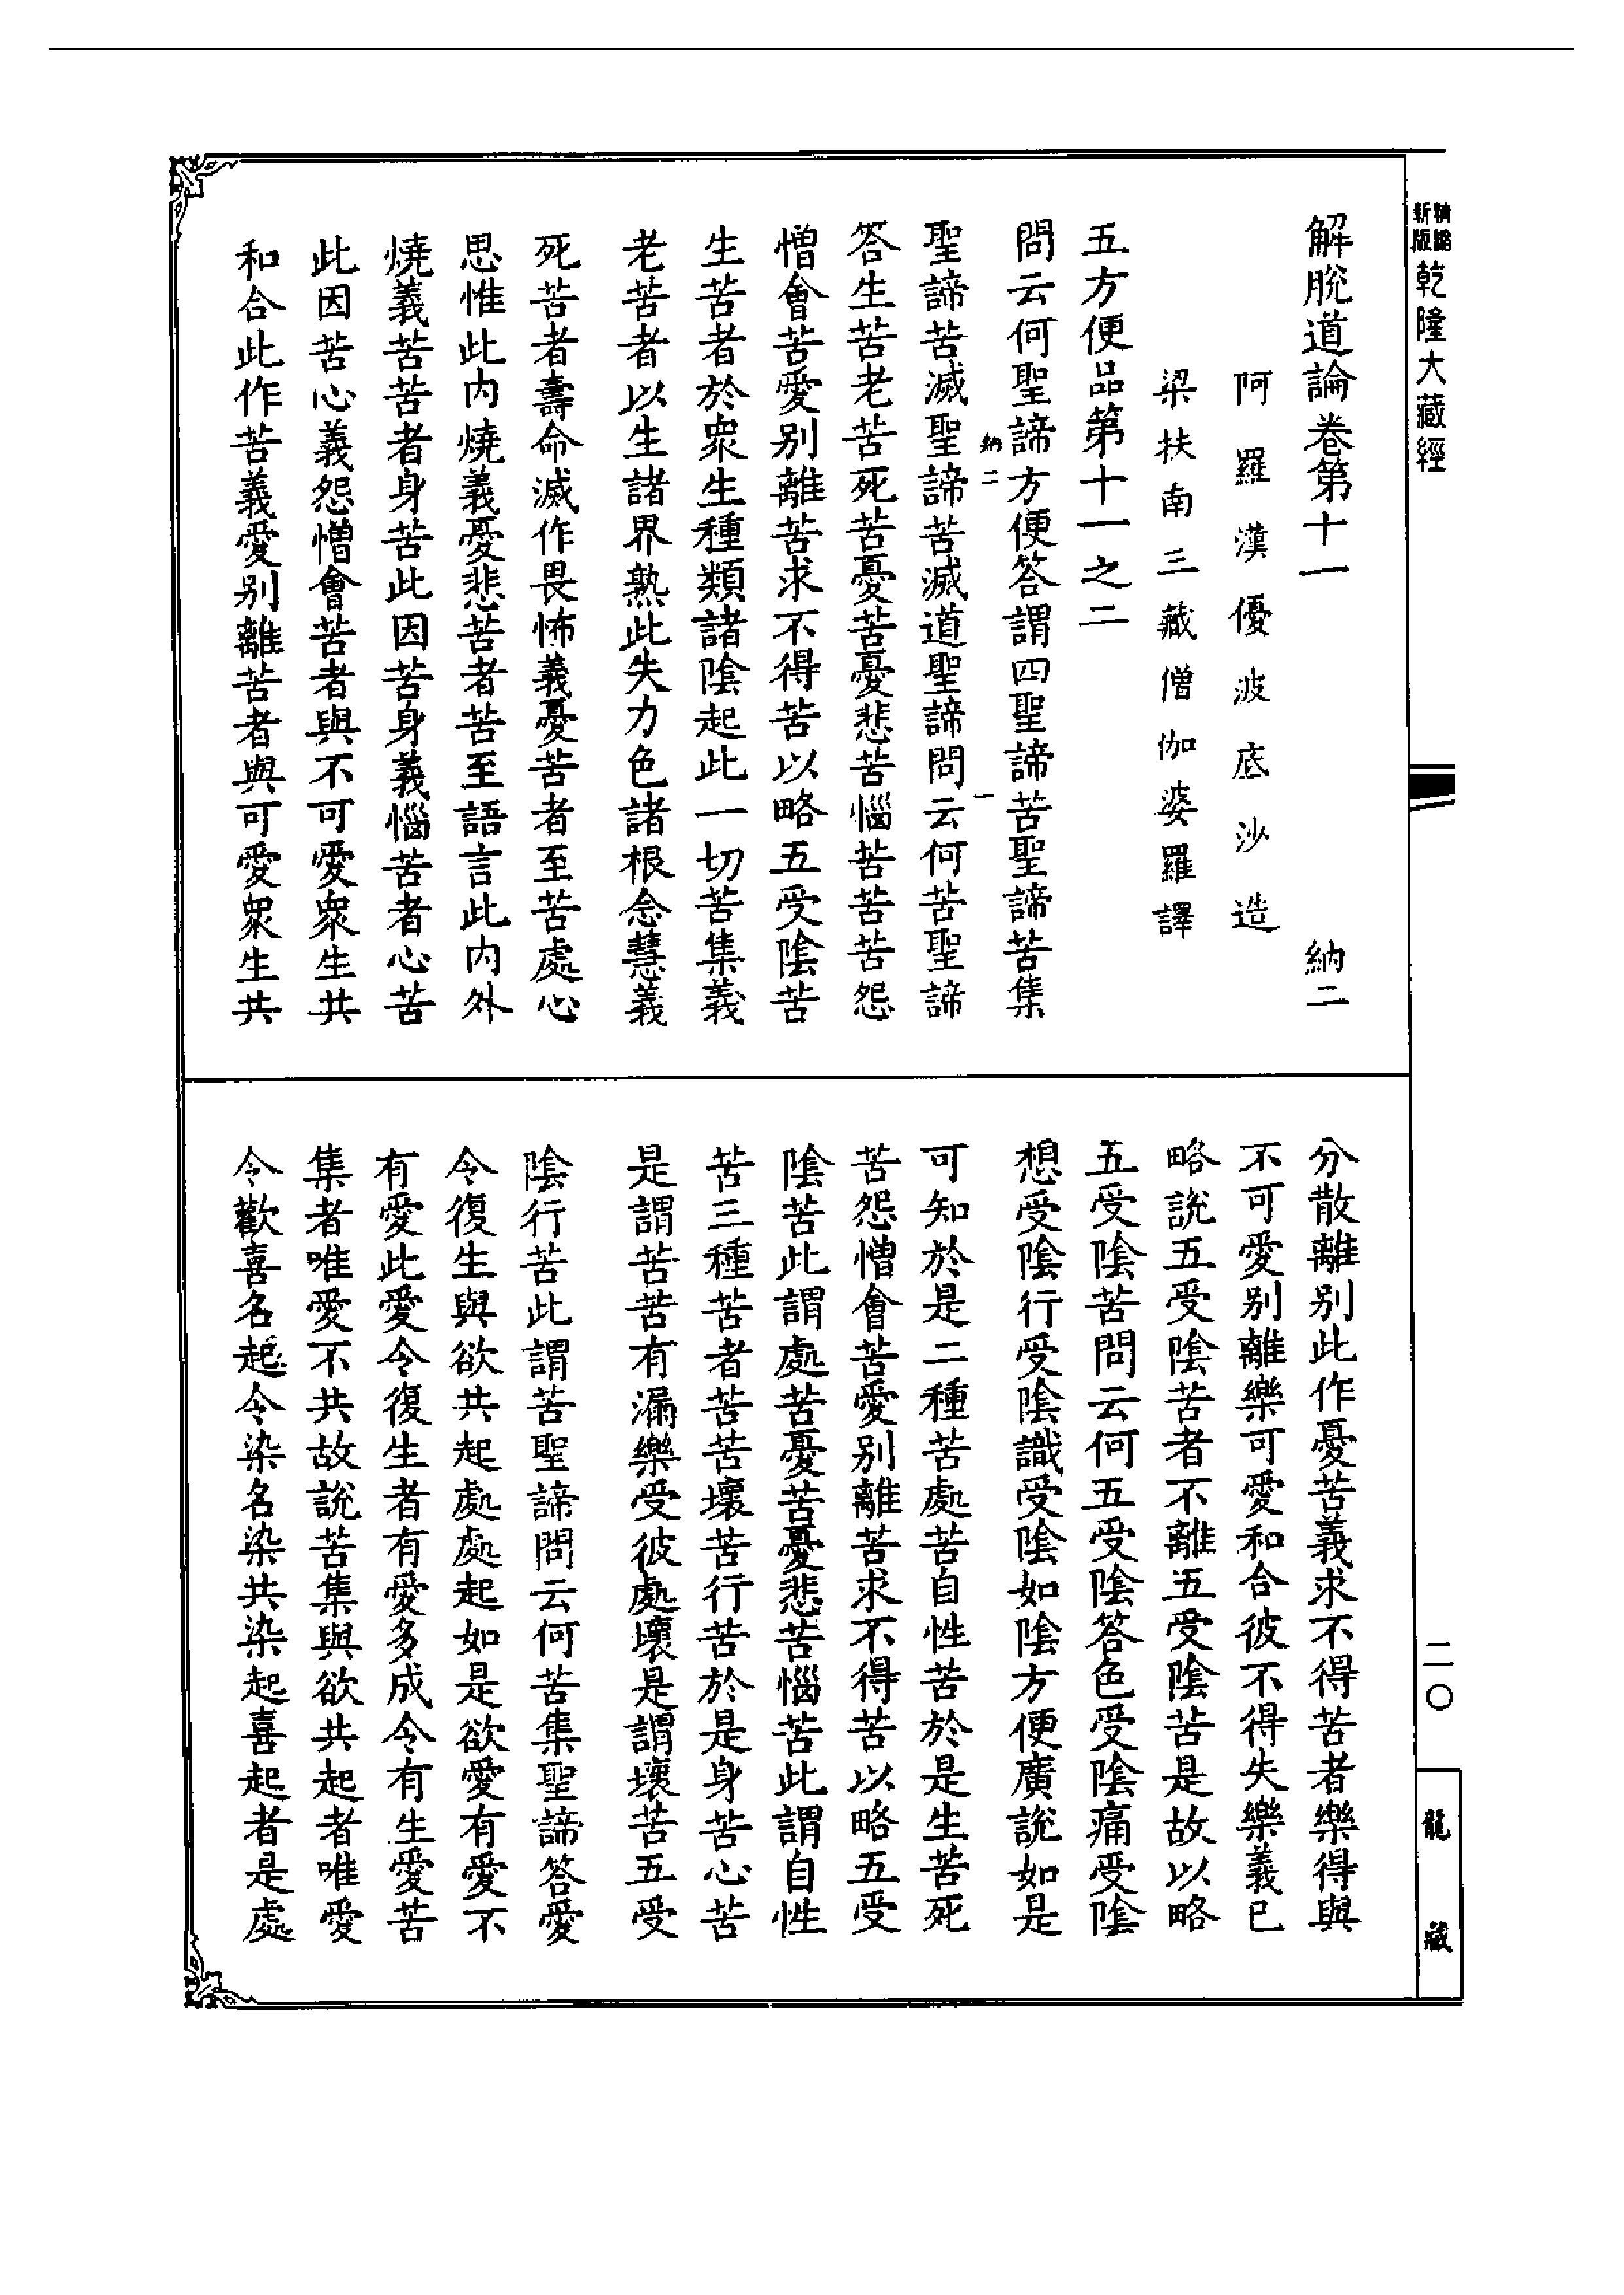 新版
精縮
乾隆大藏經
解脫道論卷第十一　納二
阿羅漢優波底沙造
梁扶南三藏僧伽婆羅譯
五方便品第十一之二
問云何聖諦方便答謂四聖諦苦聖諦苦集
納二　一
聖諦苦滅聖諦苦滅道聖諦問云何苦聖諦
答生苦老苦死苦憂苦憂悲苦惱苦苦苦怨
憎會苦愛別離苦求不得苦以略五受陰苦
生苦者於眾生種類諸陰起此一切苦集義
老苦者以生諸界熟此失力色諸根念慧義
死苦者壽命滅作畏怖義憂苦者至苦處心
思惟此內燒義憂悲苦者苦至語言此內外
燒義苦苦者身苦此因苦身義惱苦者心苦
此因苦心義怨憎會苦者與不可愛眾生共
和合此作苦義愛別離苦者與可愛眾生共
分散離別此作憂苦義求不得苦者樂得與
不可愛別離樂可愛和合彼不得失樂義已
略說五受陰苦者不離五受陰苦是故以略
五受陰苦問云何五受陰答色受陰痛受陰
想受陰行受陰識受陰如陰方便廣說如是
可知於是二種苦處苦自性苦於是生苦死
苦怨憎會苦愛別離苦求不得苦以略五受
陰苦此謂處苦憂苦憂悲苦惱苦此謂自性
苦三種苦者苦苦壞苦行苦於是身苦心苦
是謂苦苦有漏樂受彼處壞是謂壞苦五受
陰行苦此謂苦聖諦問云何苦集聖諦答愛
令復生與欲共起處處起如是欲愛有愛不
有愛此愛令復生者有愛多成令有生愛苦
集者唯愛不共故說苦集與欲共起者唯愛
令歡喜名起令染名染共染起喜起者是處
二〇
龍藏